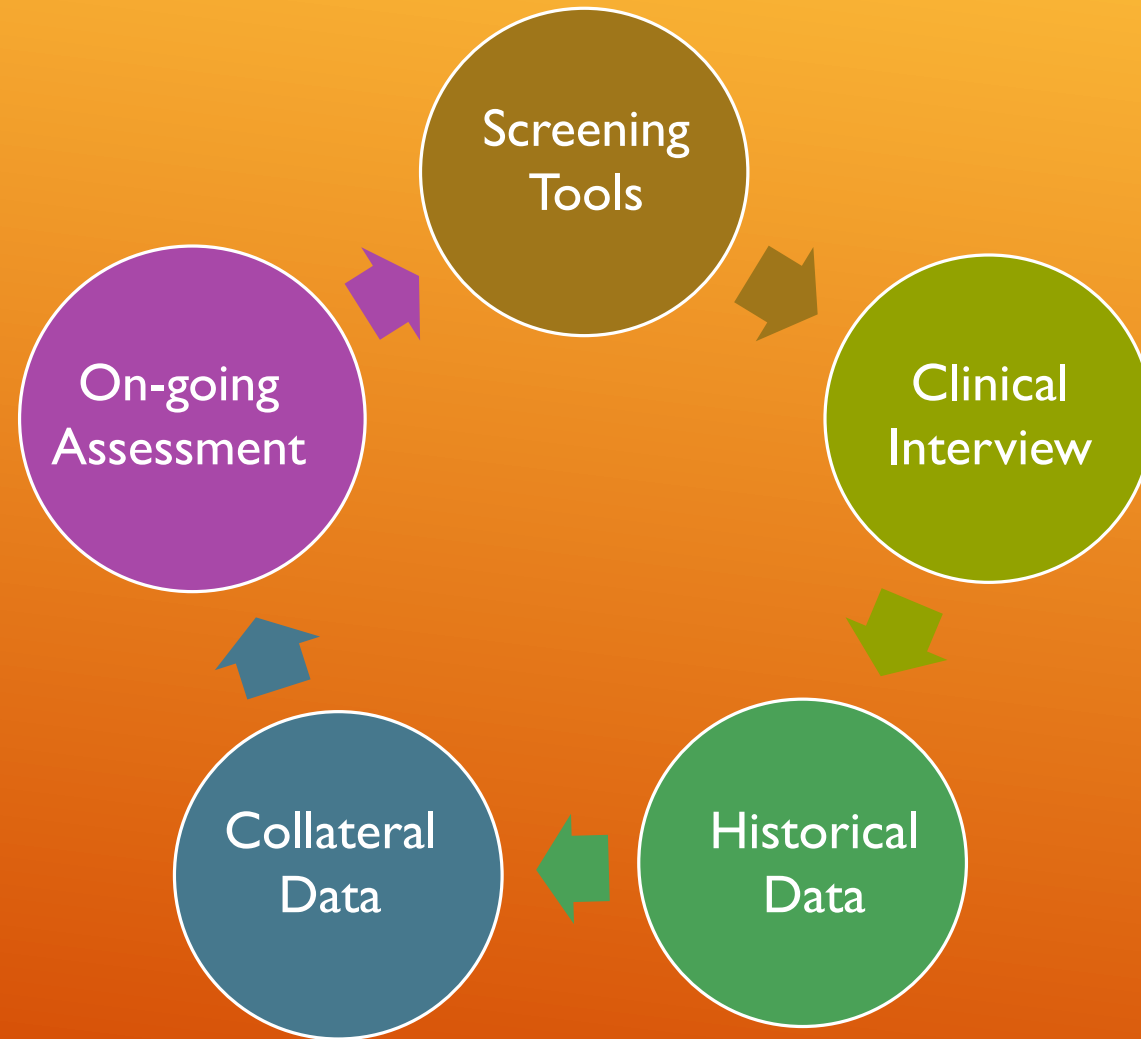 Screening
Tools
Clinical
Interview
Historical
Data
Collateral
Data
On-going
Assessment